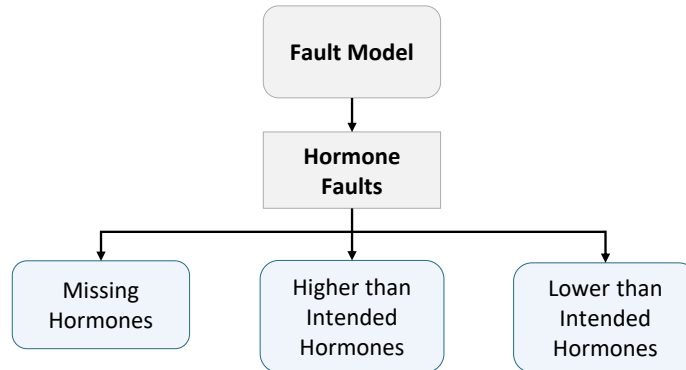 Fault Model
Hormone
Faults
Missing
Hormones
Higher than
Intended
Hormones
Lower than
Intended
Hormones